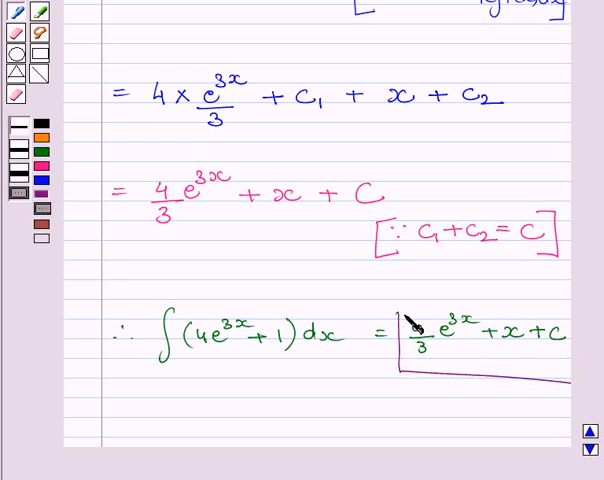 = 4 × e^3x/3 + C₁ + x + C₂
= 4/3 e^3x + x + C
[∵ C₁ + C₂ = C]
∴ ∫(4e^3x + 1) dx = /3 e^3x + x + C